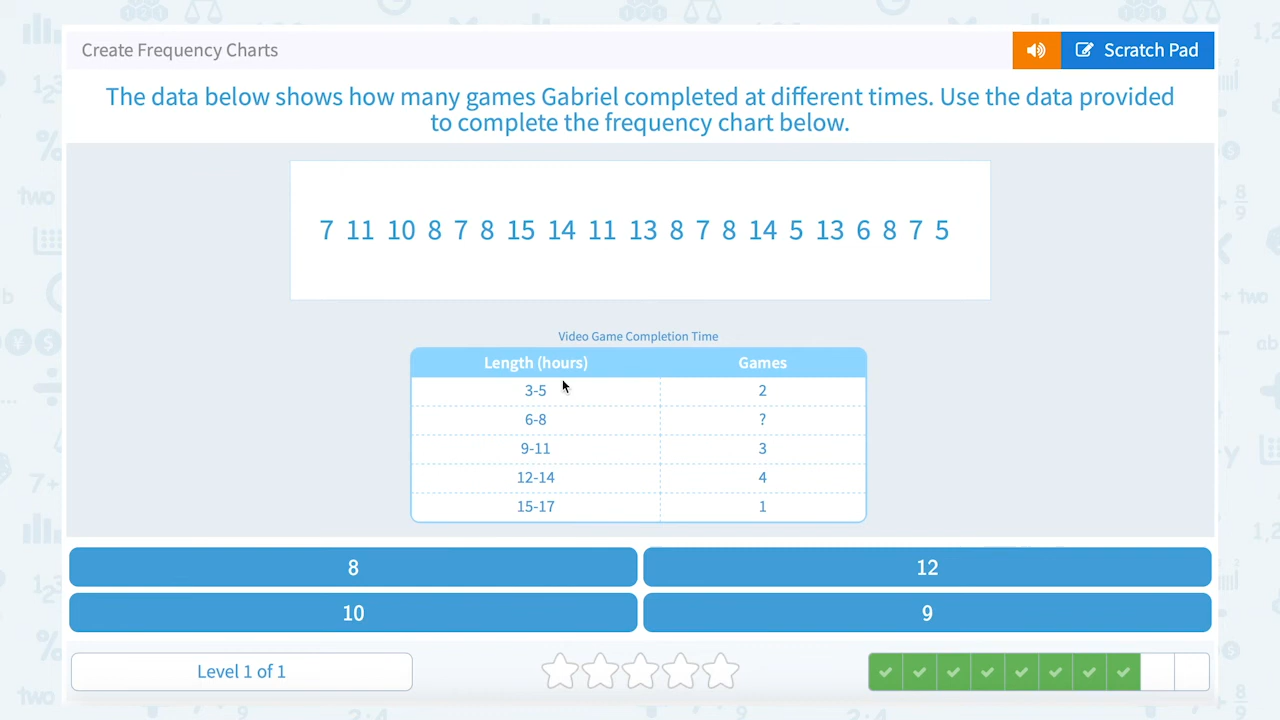 Create Frequency Charts
Scratch Pad
The data below shows how many games Gabriel completed at different times. Use the data provided
to complete the frequency chart below.
7 11 10 8 7 8 15 14 11 13 8 7 8 14 5 13 6 8 7 5
Video Game Completion Time
Length (hours) Games
3-5 2
6-8 ?
9-11 3
12-14 4
15-17 1
8 12
10 9
Level 1 of 1